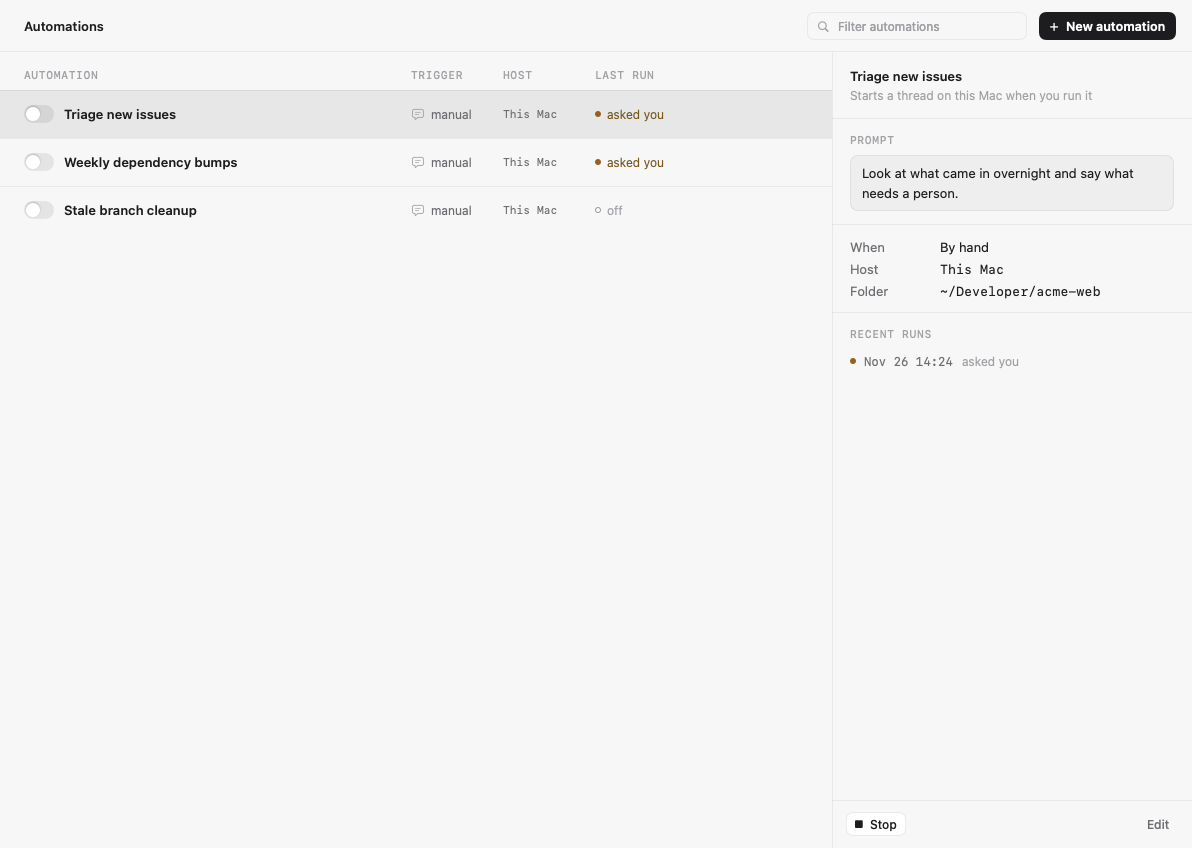 Automations
Filter automations
+ New automation
AUTOMATION TRIGGER HOST LAST RUN
Triage new issues manual This Mac asked you
Weekly dependency bumps manual This Mac asked you
Stale branch cleanup manual This Mac off
Triage new issues
Starts a thread on this Mac when you run it
PROMPT
Look at what came in overnight and say what
needs a person.
When By hand
Host This Mac
Folder ~/Developer/acme-web
RECENT RUNS
Nov 26 14:24 asked you
Stop Edit